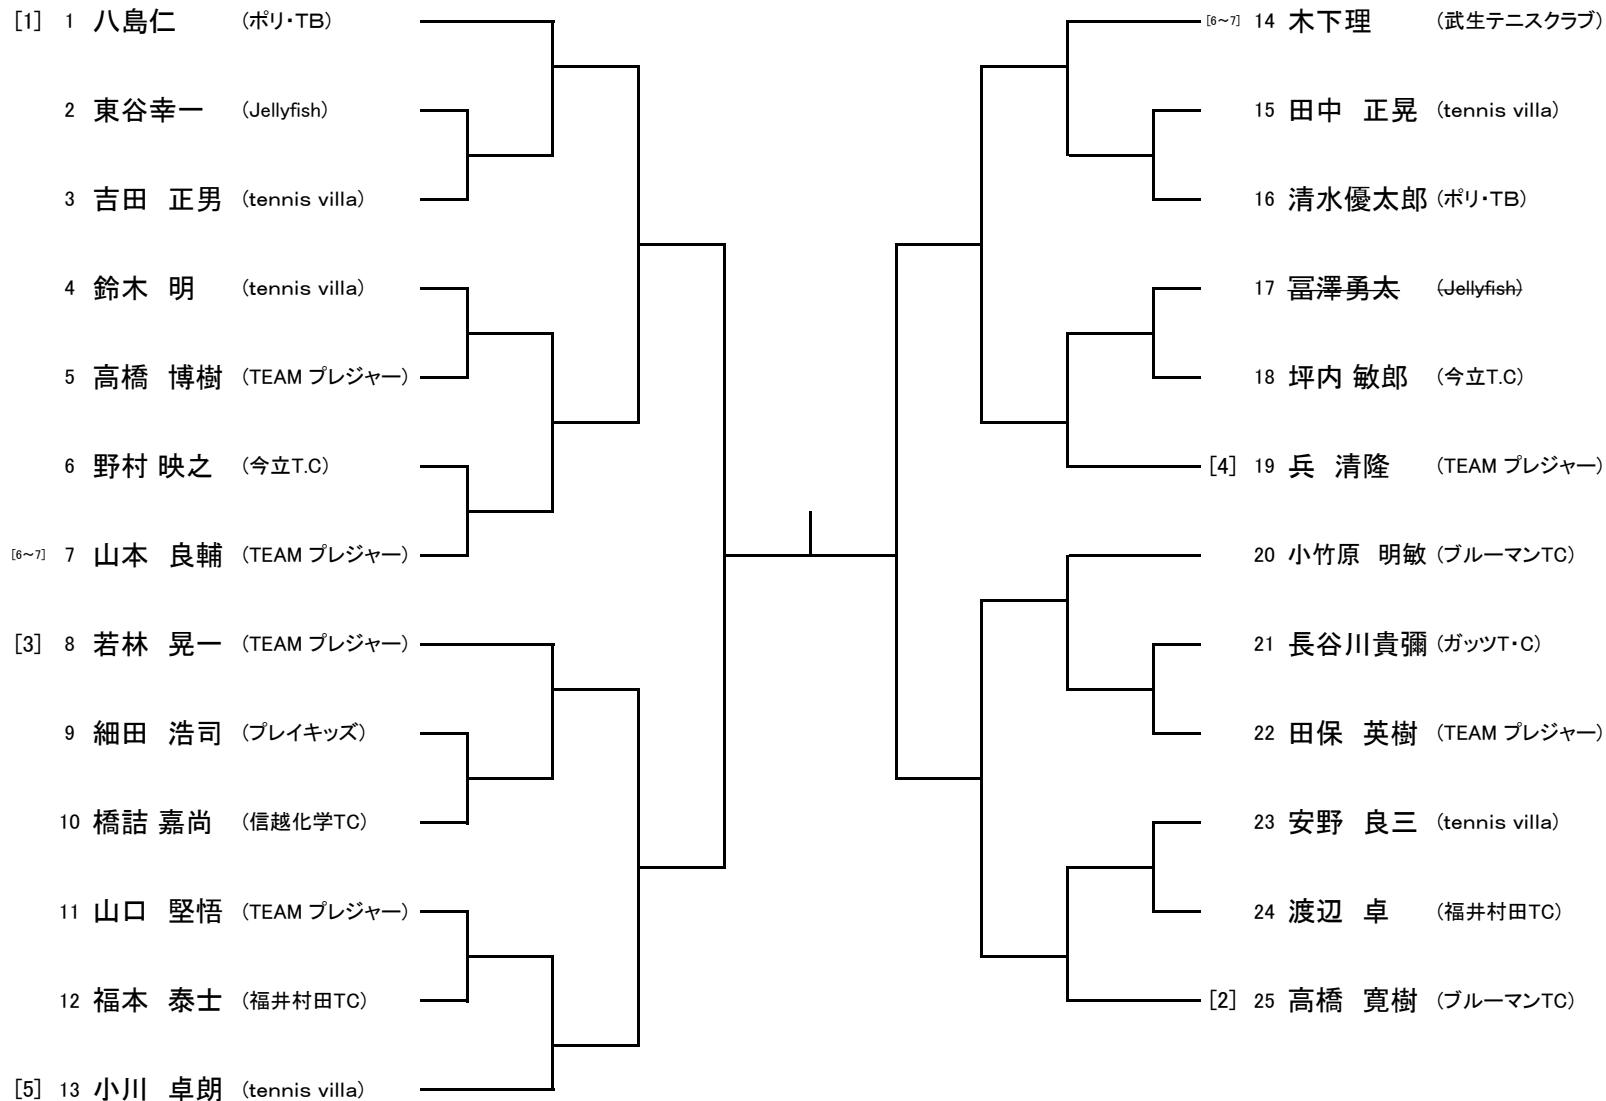 [1] 1 八島仁 (ポリ・TB)
2 東谷幸一 (Jellyfish)
3 吉田 正男 (tennis villa)
4 鈴木 明 (tennis villa)
5 高橋 博樹 (TEAM プレジャー)
6 野村 映之 (今立T.C)
[6~7] 7 山本 良輔 (TEAM プレジャー)
[3] 8 若林 晃一 (TEAM プレジャー)
9 細田 浩司 (プレイキッズ)
10 橋詰 嘉尚 (信越化学TC)
11 山口 堅悟 (TEAM プレジャー)
12 福本 泰士 (福井村田TC)
[5] 13 小川 卓朗 (tennis villa)
[6~7] 14 木下理 (武生テニスクラブ)
15 田中 正晃 (tennis villa)
16 清水優太郎 (ポリ・TB)
17 冨澤勇太 (Jellyfish)
18 坪内 敏郎 (今立T.C)
[4] 19 兵 清隆 (TEAM プレジャー)
20 小竹原 明敏 (ブルーマンTC)
21 長谷川貴彌 (ガッツT・C)
22 田保 英樹 (TEAM プレジャー)
23 安野 良三 (tennis villa)
24 渡辺 卓 (福井村田TC)
[2] 25 高橋 寛樹 (ブルーマンTC)